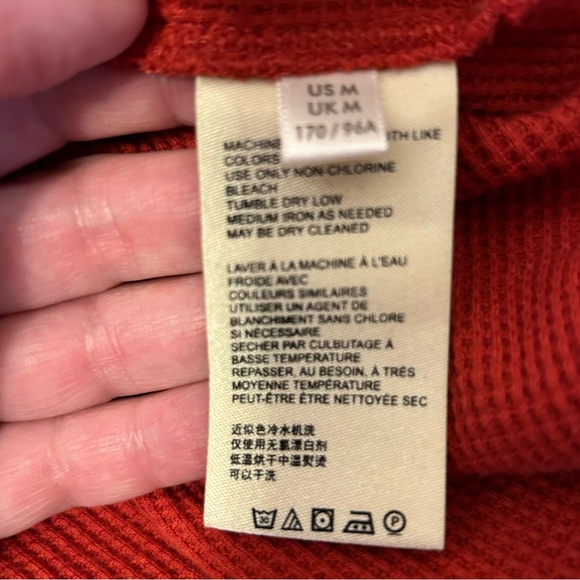 US M
UK M
170/96A
MACHINE
WITH LIKE
COLORS
USE ONLY NON-CHLORINE
BLEACH
TUMBLE DRY LOW
MEDIUM IRON AS NEEDED
MAY BE DRY CLEANED
LAVER À LA MACHINE À L'EAU
FROIDE AVEC
COULEURS SIMILAIRES
UTILISER UN AGENT DE
BLANCHIMENT SANS CHLORE
SI NÉCESSAIRE
SECHER PAR CULBUTAGE À
BASSE TEMPÉRATURE
REPASSER, AU BESOIN, À TRÈS
MOYENNE TEMPÉRATURE
PEUT-ÊTRE ÊTRE NETTOYÉE SEC
近似色冷水机洗
仅使用无氯漂白剂
低温烘干中温熨烫
可以干洗
30
P